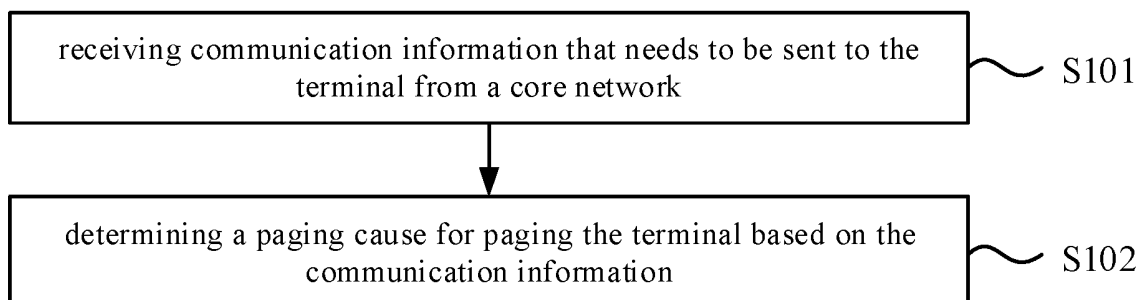 receiving communication information that needs to be sent to the
terminal from a core network
S101
determining a paging cause for paging the terminal based on the
communication information
S102